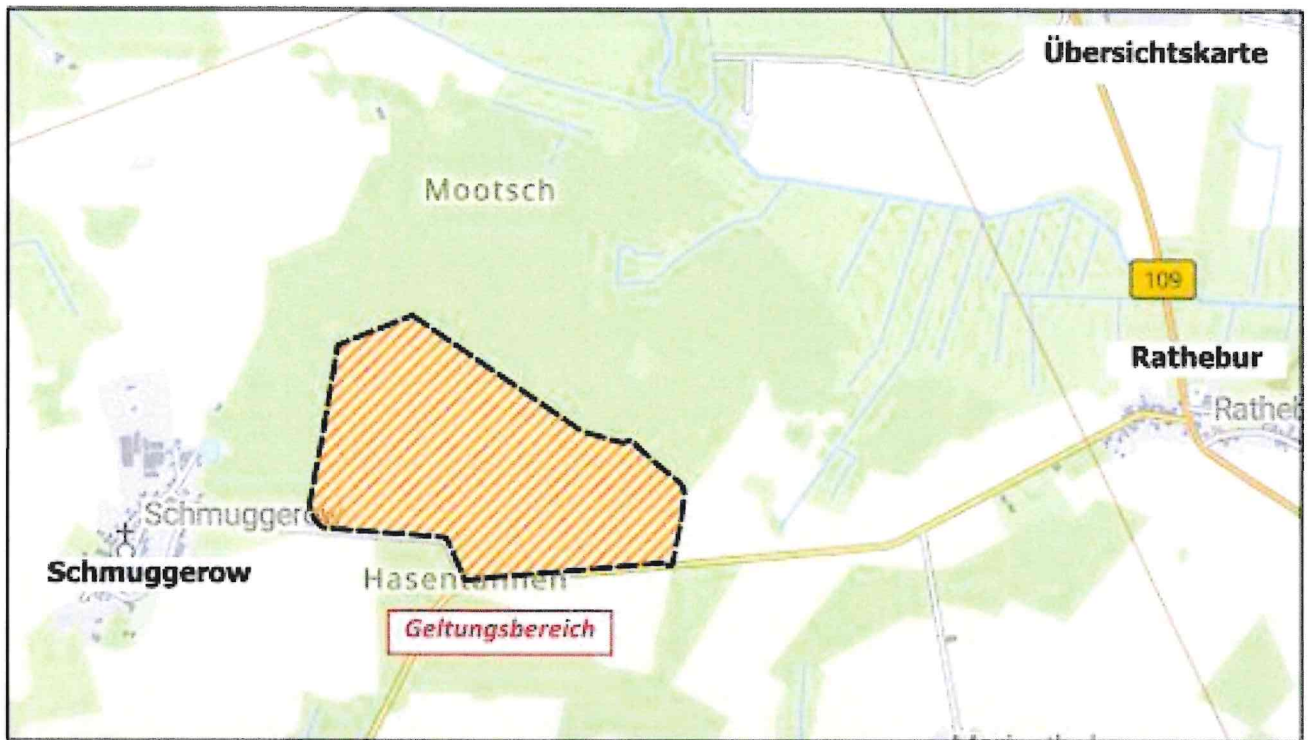 Übersichtskarte
Mootsch
109
Rathebur
Ratheb
Schmuggerow
Schmuggerow
Hasentannen
Geltungsbereich